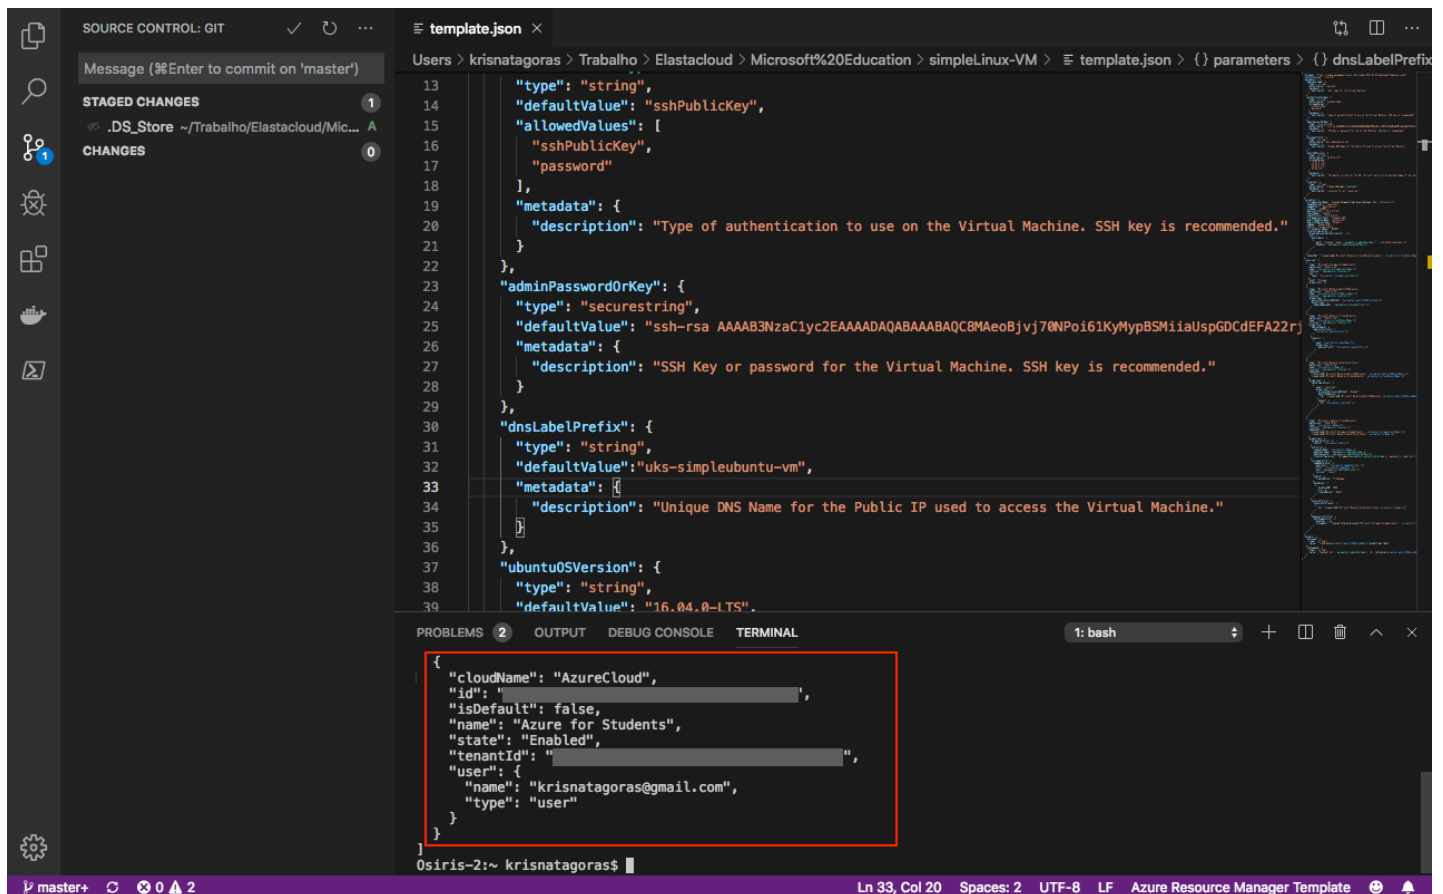 SOURCE CONTROL: GIT
Message (⌘Enter to commit on 'master')
STAGED CHANGES 1
.DS_Store ~/Trabalho/Elastacloud/Mic... A
CHANGES 0
1
template.json
Users > krisnatagoras > Trabalho > Elastacloud > Microsoft%20Education > simpleLinux-VM > template.json > {} parameters > {} dnsLabelPrefix
13 "type": "string",
14 "defaultValue": "sshPublicKey",
15 "allowedValues": [
16 "sshPublicKey",
17 "password"
18 ],
19 "metadata": {
20 "description": "Type of authentication to use on the Virtual Machine. SSH key is recommended."
21 }
22 },
23 "adminPasswordOrKey": {
24 "type": "securestring",
25 "defaultValue": "ssh-rsa AAAAB3NzaC1yc2EAAAADAQABAAABAQC8MAeoBjvj70NPoi61KyMypBSMiiaUspGDCdEFA22rj
26 "metadata": {
27 "description": "SSH Key or password for the Virtual Machine. SSH key is recommended."
28 }
29 },
30 "dnsLabelPrefix": {
31 "type": "string",
32 "defaultValue":"uks-simpleubuntu-vm",
33 "metadata": {
34 "description": "Unique DNS Name for the Public IP used to access the Virtual Machine."
35 }
36 },
37 "ubuntuOSVersion": {
38 "type": "string",
39 "defaultValue": "16.04.0-LTS",
PROBLEMS 2 OUTPUT DEBUG CONSOLE TERMINAL 1: bash
{
"cloudName": "AzureCloud",
"id": "
",
"isDefault": false,
"name": "Azure for Students",
"state": "Enabled",
"tenantId": " ",
"user": {
"name": "krisnatagoras@gmail.com",
"type": "user"
}
}
]
Osiris-2:~ krisnatagoras$
master+ 0 2 Ln 33, Col 20 Spaces: 2 UTF-8 LF Azure Resource Manager Template